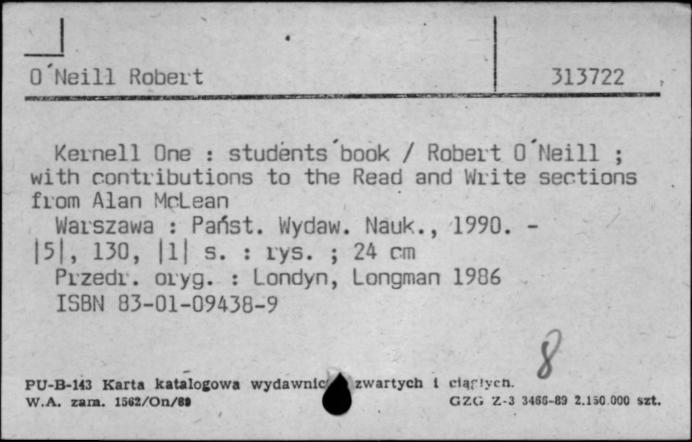 O´Neill Robert 313722
Kernell One : students´book / Robert O´Neill ;
with contributions to the Read and Write sections
from Alan McLean
Warszawa : Państ. Wydaw. Nauk., 1990. -
|5|, 130, |1| s. : rys. ; 24 cm
Przedr. oryg. : Londyn, Longman 1986
ISBN 83-01-09438-9
8
PU-B-143 Karta katalogowa zwartych i ciągłych.
W.A. zam. 1562/On/89 GZG Z-3 3466-89 2.150.000 szt.